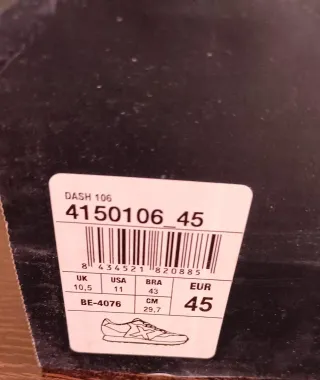 DASH 106
4150106_45
8 434521 820885
UK USA BRA EUR
10,5 11 43 45
BE-4076 CM
29,7